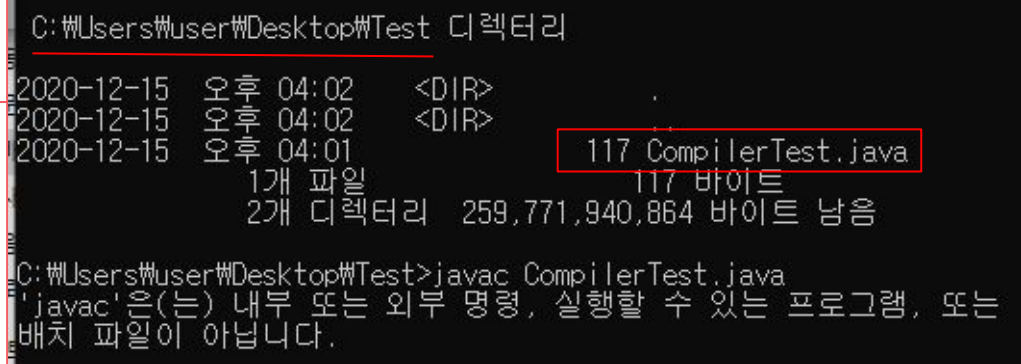 C:₩Users₩user₩Desktop₩Test 디렉터리
2020-12-15 오후 04:02 <DIR> .
2020-12-15 오후 04:02 <DIR> ..
2020-12-15 오후 04:01 117 CompilerTest.java
1개 파일 117 바이트
2개 디렉터리 259,771,940,864 바이트 남음
C:₩Users₩user₩Desktop₩Test>javac CompilerTest.java
'javac'은(는) 내부 또는 외부 명령, 실행할 수 있는 프로그램, 또는
배치 파일이 아닙니다.